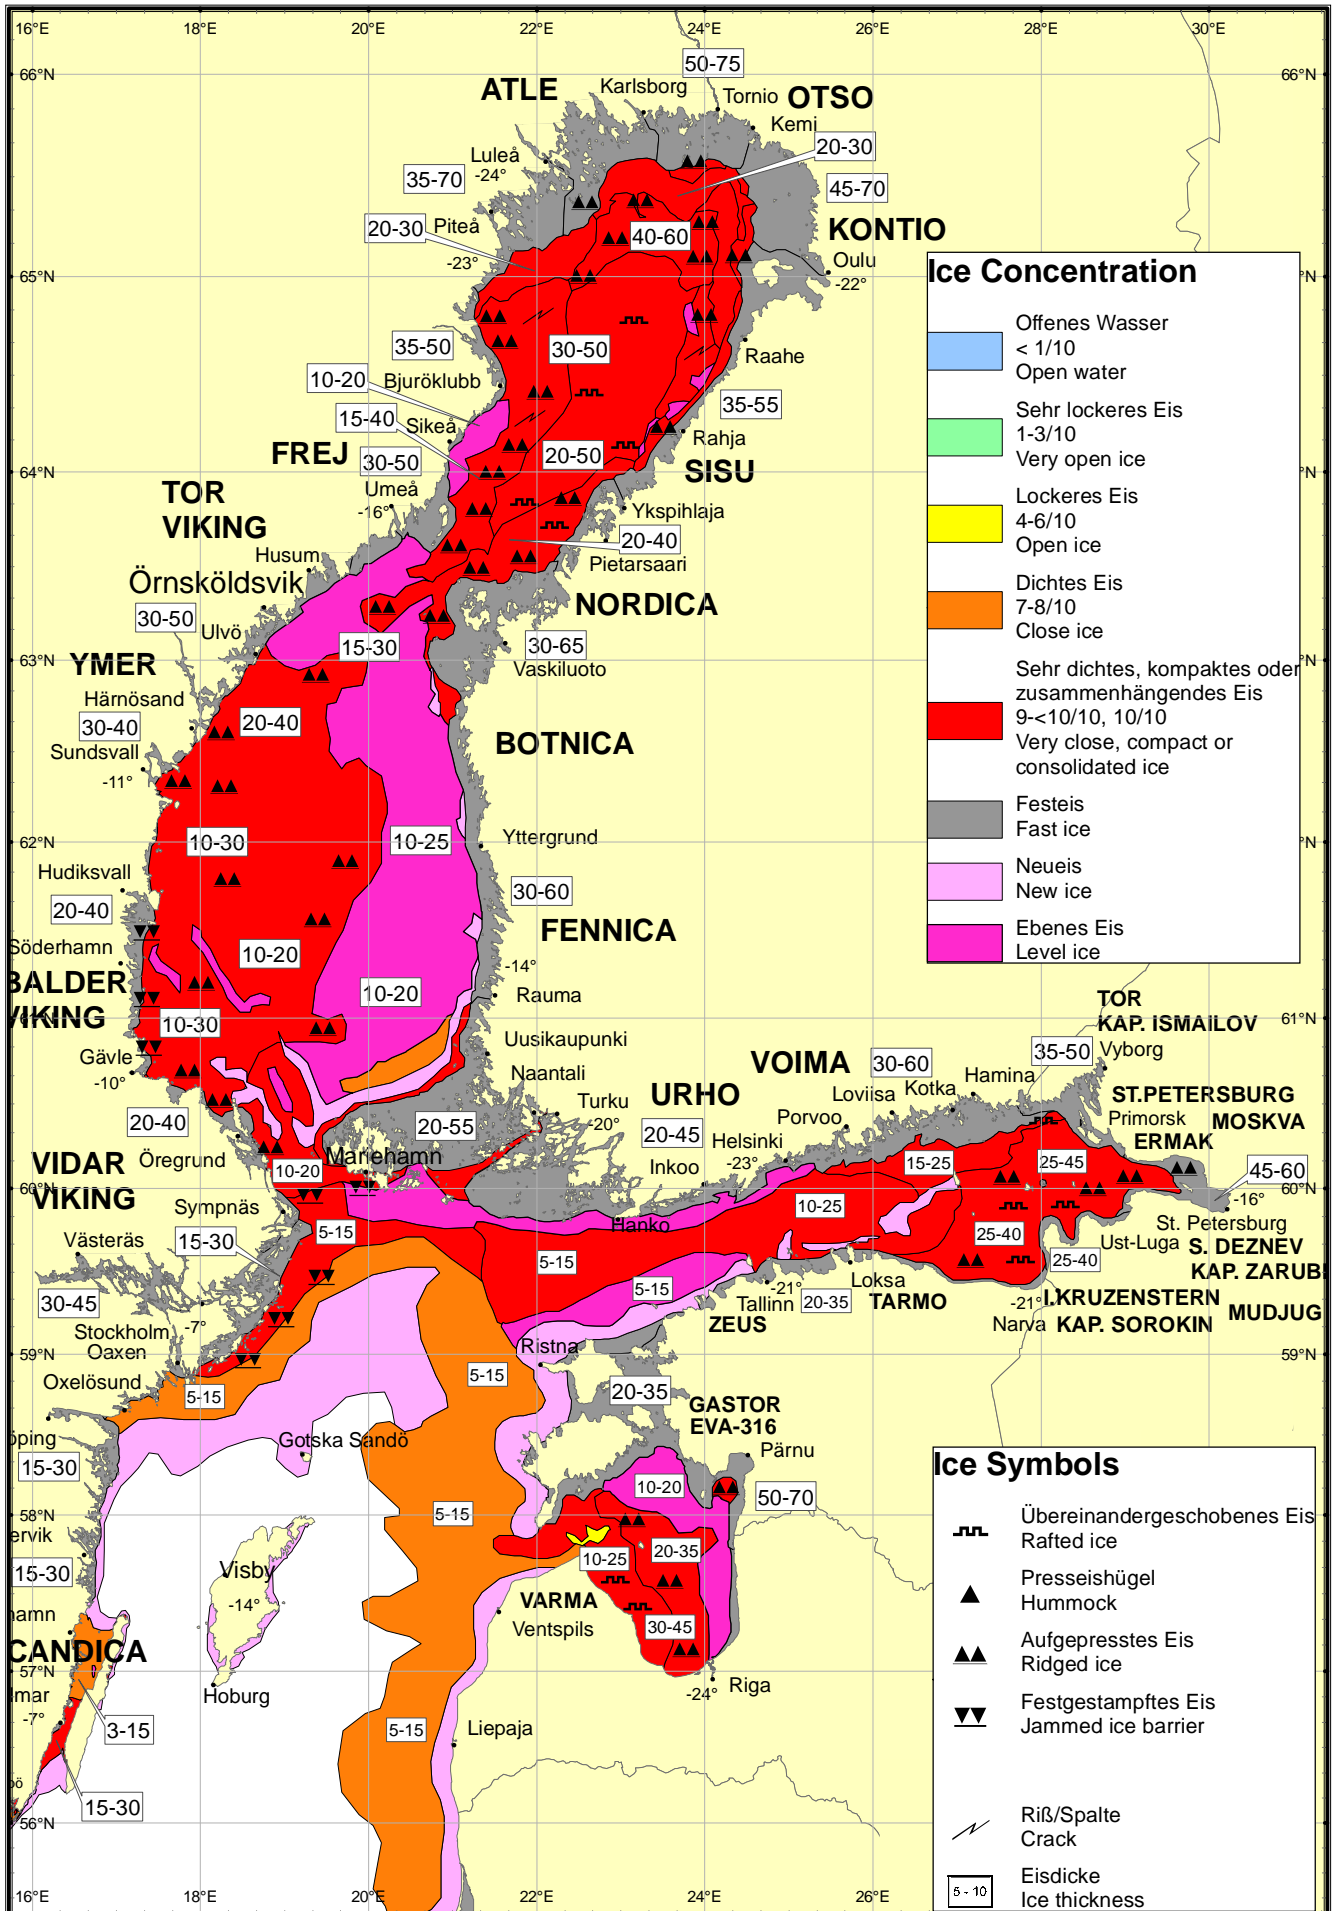 16°E
18°E
20°E
22°E
24°E
26°E
28°E
30°E
66°N
66°N
50-75
ATLE
Karlsborg
Tornio
OTSO
Kemi
20-30
Luleå
-24°
35-70
45-70
20-30
Piteå
40-60
KONTIO
-23°
Oulu
-22°
65°N
35-50
30-50
Raahe
10-20
Bjuröklubb
15-40
Sikeå
35-55
Rahja
FREJ
30-50
20-50
64°N
SISU
Umeå
-16°
TOR
VIKING
Ykspihlaja
Husum
20-40
Pietarsaari
Örnsköldsvik
NORDICA
30-50
Ulvö
15-30
30-65
63°N
YMER
Vaskiluoto
Härnösand
20-40
30-40
BOTNICA
Sundsvall
-11°
62°N
10-30
10-25
Yttergrund
Hudiksvall
20-40
30-60
Söderhamn
FENNICA
10-20
-14°
BALDER
VIKING
10-20
Rauma
10-30
61°N
61°N
Gävle
-10°
Uusikaupunki
Naantali
20-40
Turku
-20°
20-55
Öregrund
10-20
Marienamn
VIDAR
VIKING
60°N
60°N
Sympnäs
Västerås
15-30
5-15
Hanko
30-45
5-15
5-15
Stockholm
-7°
Oaxen
Oxelösund
5-15
5-15
Ristna
59°N
59°N
URHO
VOIMA
30-60
20-45
Helsinki
-23°
Inkoo
Porvoo
Loviisa
Kotka
Hamina
35-50
TOR
KAP. ISMAILOV
Vyborg
ST.PETERSBURG
Primorsk
MOSKVA
ERMAK
15-25
25-45
10-25
45-60
-16°
St. Petersburg
25-40
Ust-Luga
S. DEZNEV
25-40
KAP. ZARUBI
Loksa
-21°
Tallinn
20-35
TARMO
ZEUS
-21°
I.KRUZENSTERN
Narva
KAP. SOROKIN
MUDJUG
20-35
GASTOR
EVA-316
Pärnu
öping
15-30
Gotska Sandö
10-20
50-70
58°N
5-15
ervik
15-30
Visby
-14°
10-25
20-35
VARMA
Ventspils
30-45
hamn
CANDICA
57°N
lmar
-7°
Hoburg
-24°
Riga
3-15
5-15
Liepaja
15-30
56°N
16°E
18°E
20°E
22°E
24°E
26°E
Ice Concentration
Offenes Wasser
< 1/10
Open water
Sehr lockeres Eis
1-3/10
Very open ice
Lockeres Eis
4-6/10
Open ice
Dichtes Eis
7-8/10
Close ice
Sehr dichtes, kompaktes oder
zusammenhängendes Eis
9-<10/10, 10/10
Very close, compact or
consolidated ice
Festeis
Fast ice
Neueis
New ice
Ebenes Eis
Level ice
Ice Symbols
Übereinandergeschobenes Eis
Rafted ice
Presseishügel
Hummock
Aufgepresstes Eis
Ridged ice
Festgestampftes Eis
Jammed ice barrier
Riß/Spalte
Crack
Eisdicke
5 - 10
Ice thickness